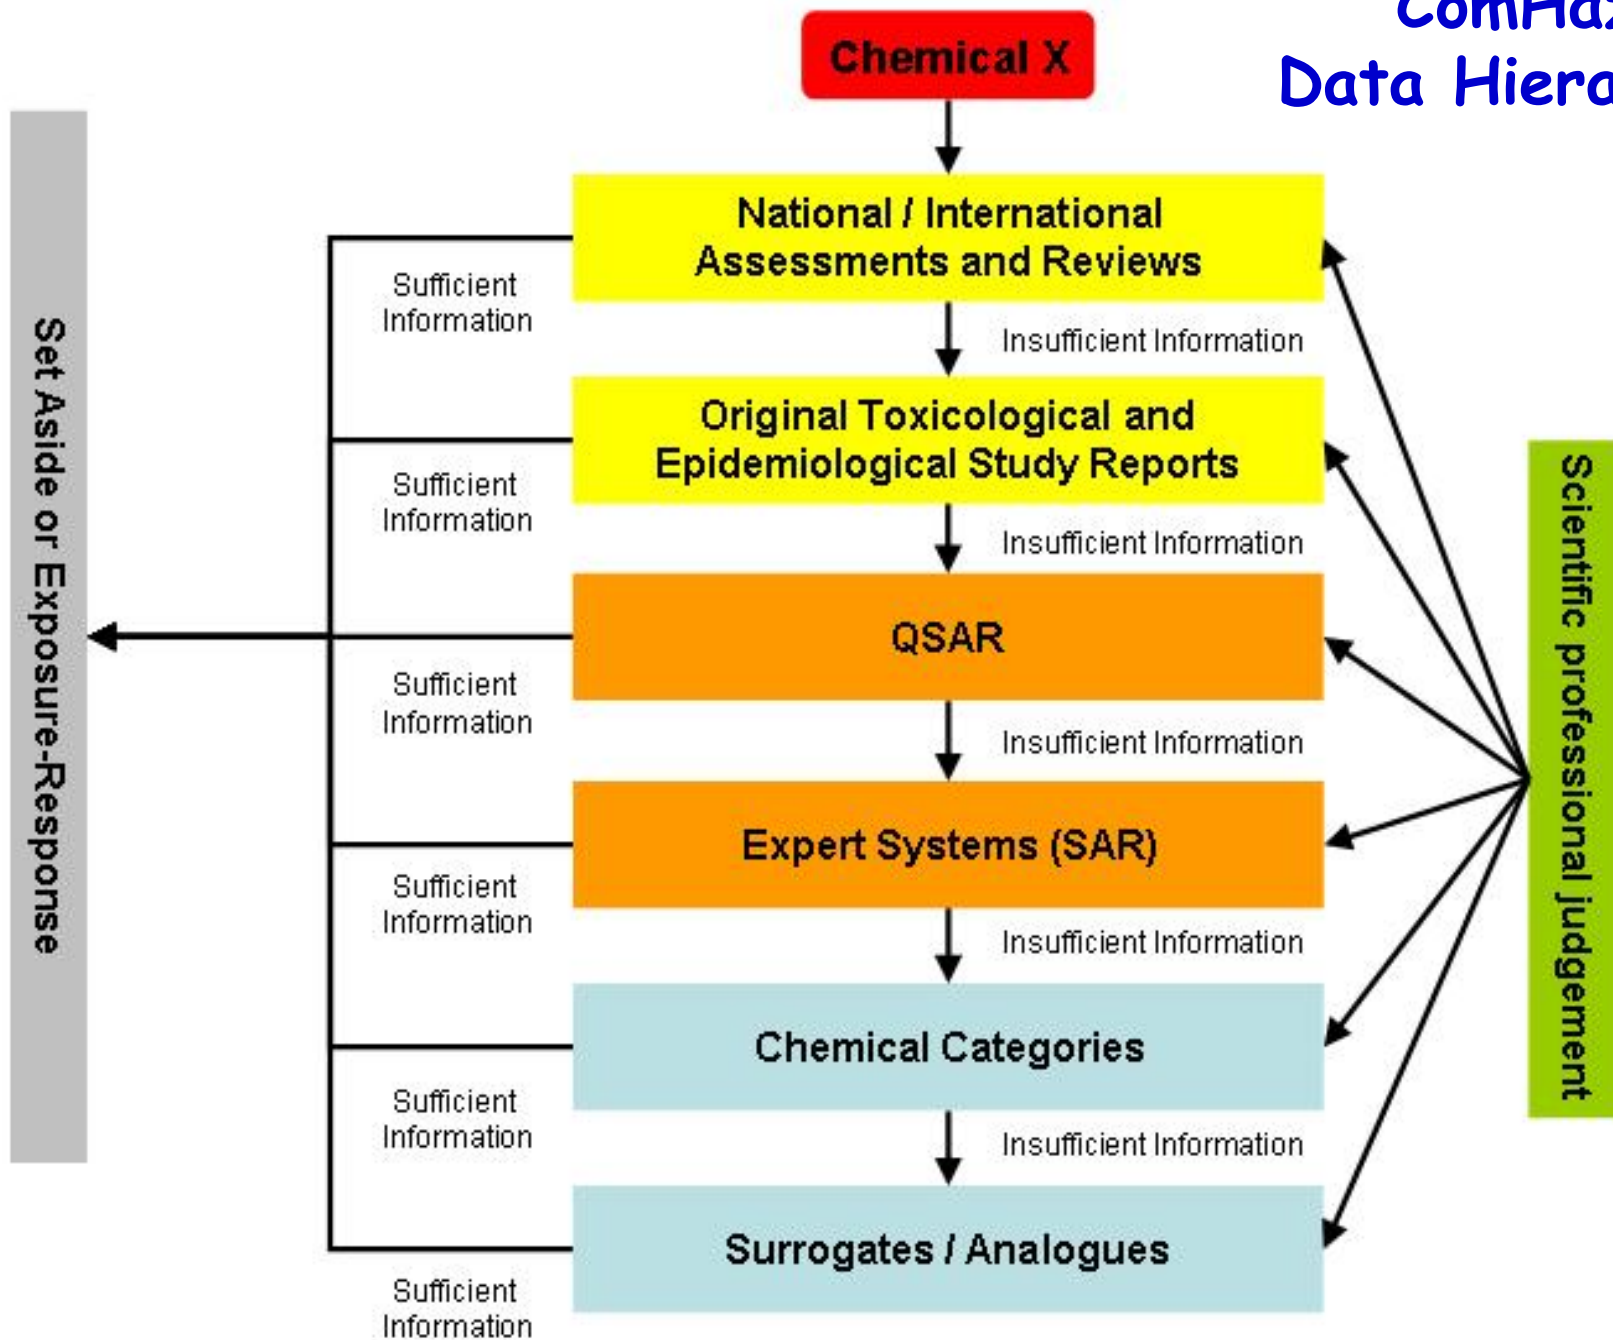 Chemical X
Data
National / International
Assessments and Reviews
Sufficient
Information
Insufficient Information
Original Toxicological and
Epidemiological Study Reports
Sufficient
Information
Insufficient Information
QSAR
Sufficient
Information
Insufficient Information
Expert Systems (SAR)
Sufficient
Information
Insufficient Information
Chemical Categories
Sufficient
Information
Insufficient Information
Surrogates / Analogues
Sufficient
Information
Set Aside or Exposure-Response
Scientific professional judgement